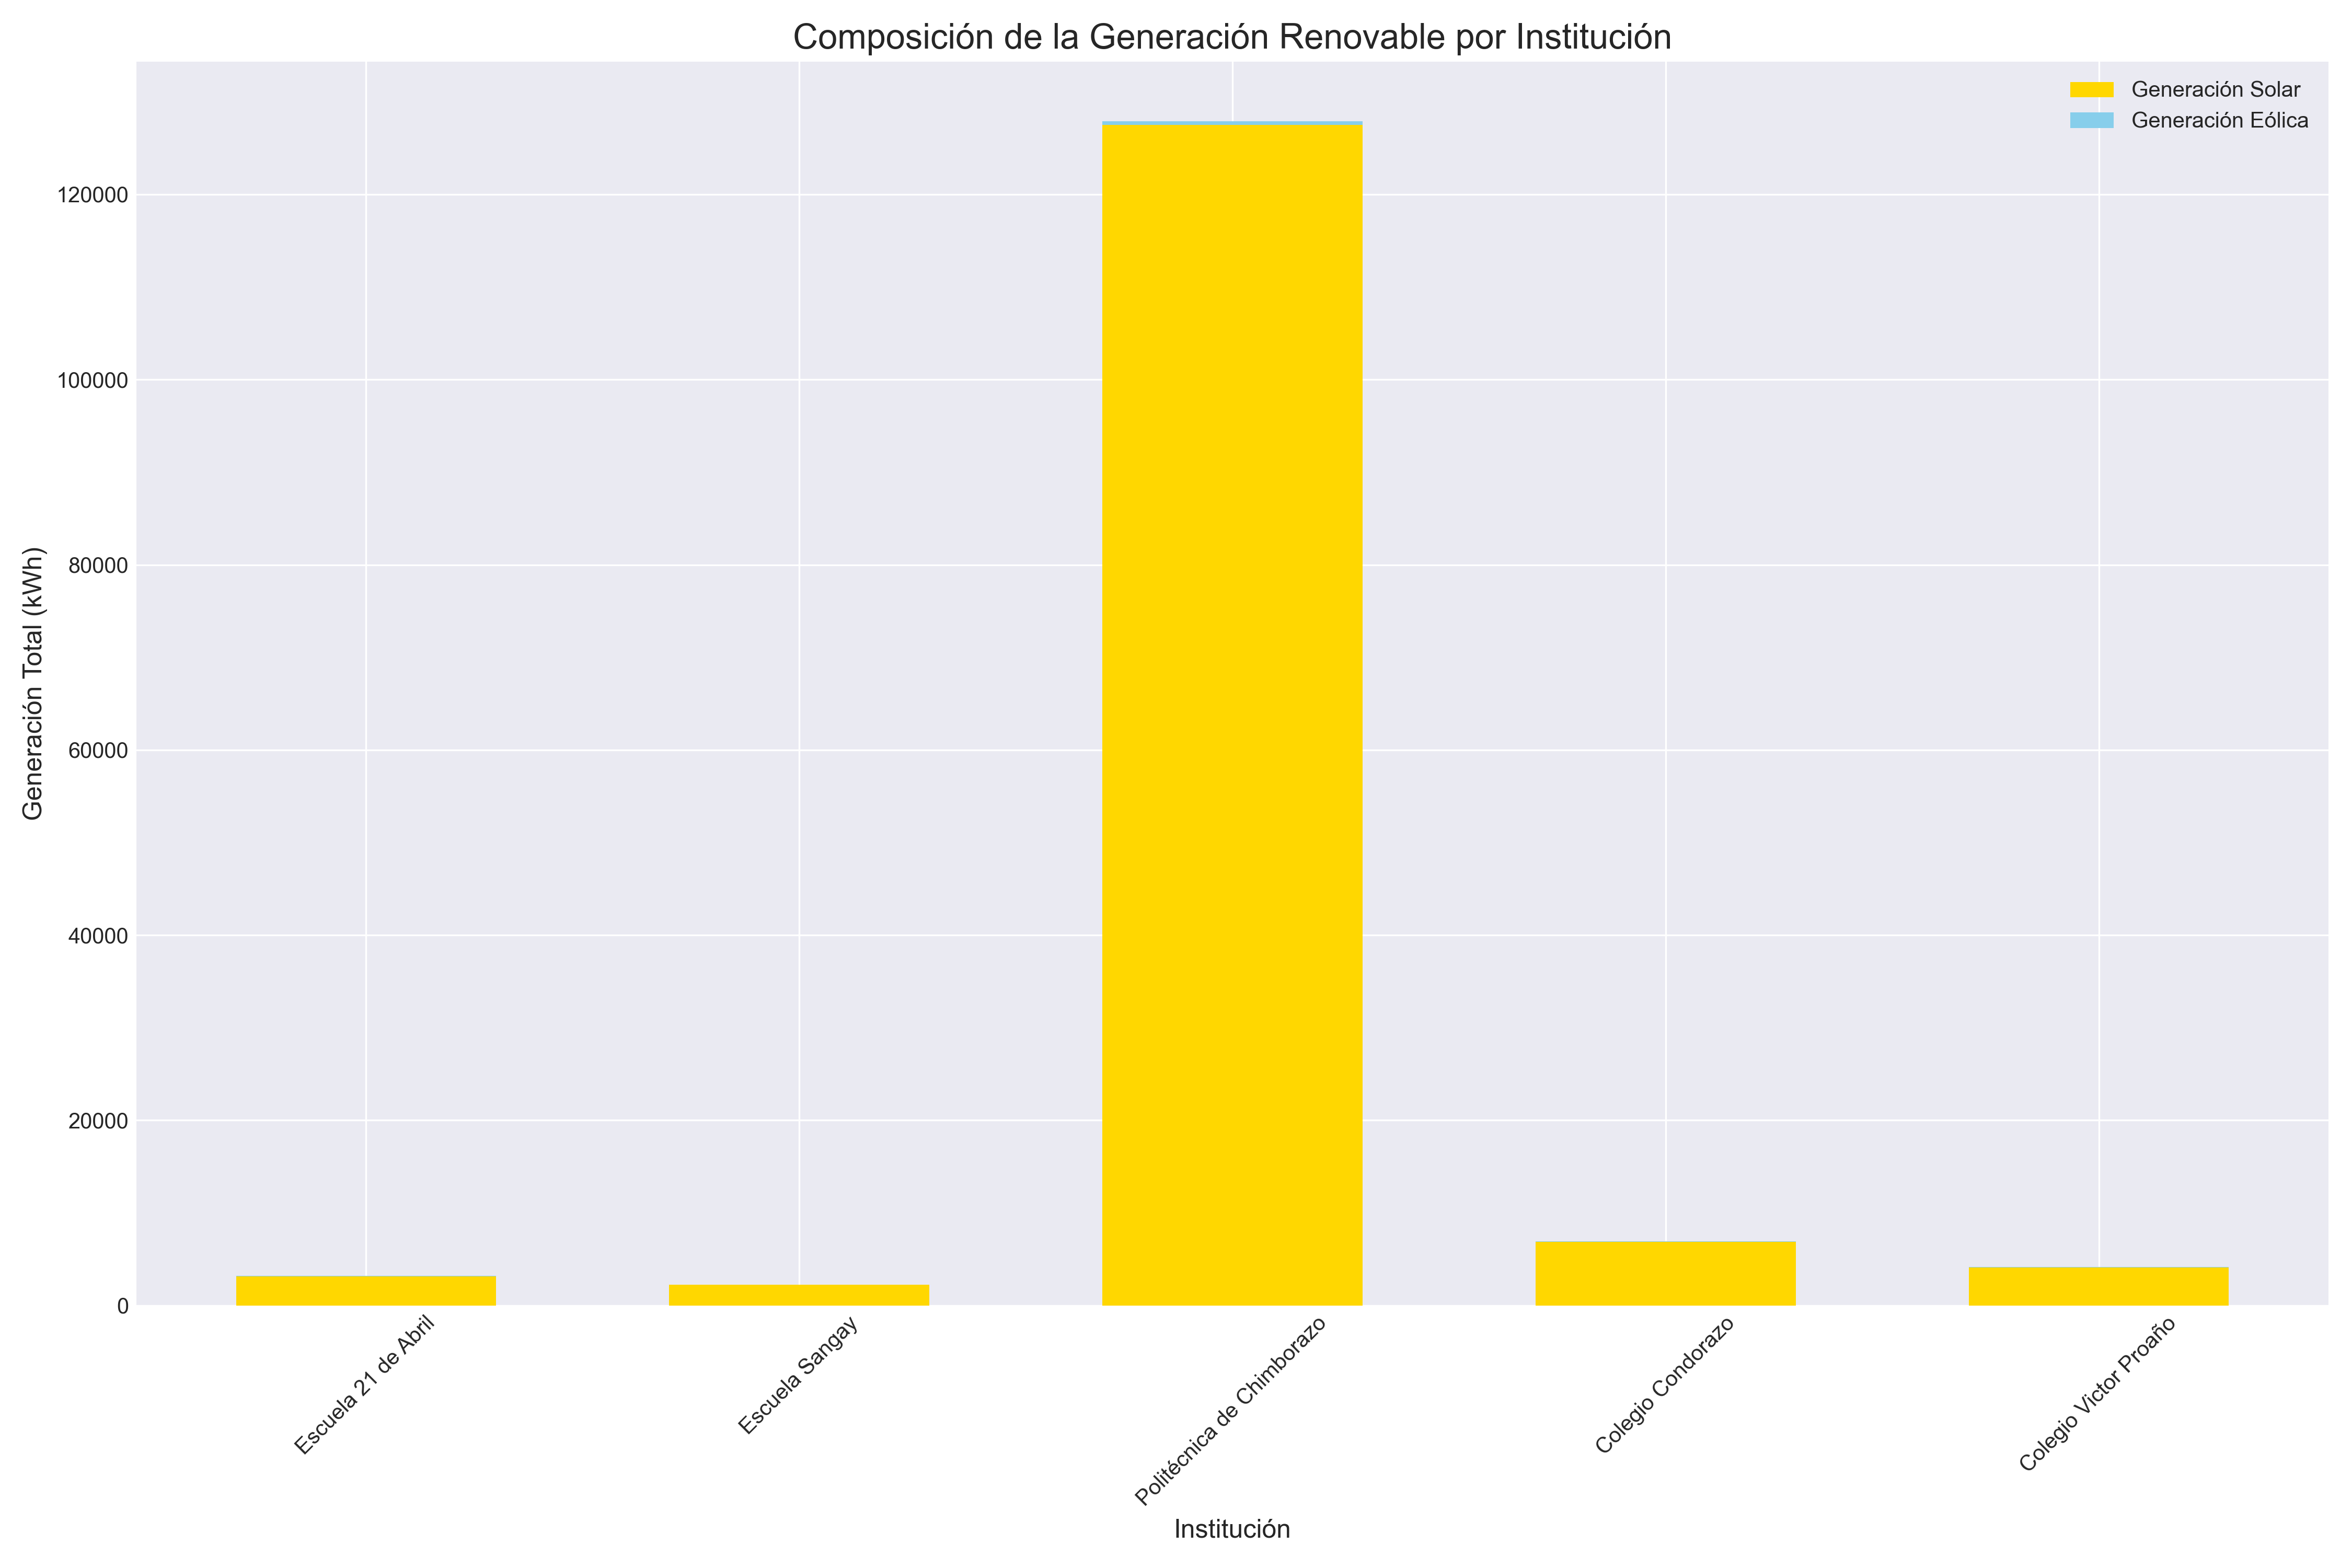 Composición de la Generación Renovable por Institución
Generación Solar
Generación Eólica
Generación Total (kWh)
120000
100000
80000
60000
40000
20000
0
Escuela 21 de Abril
Escuela Sangay
Politécnica de Chimborazo
Colegio Condorazo
Colegio Victor Proaño
Institución